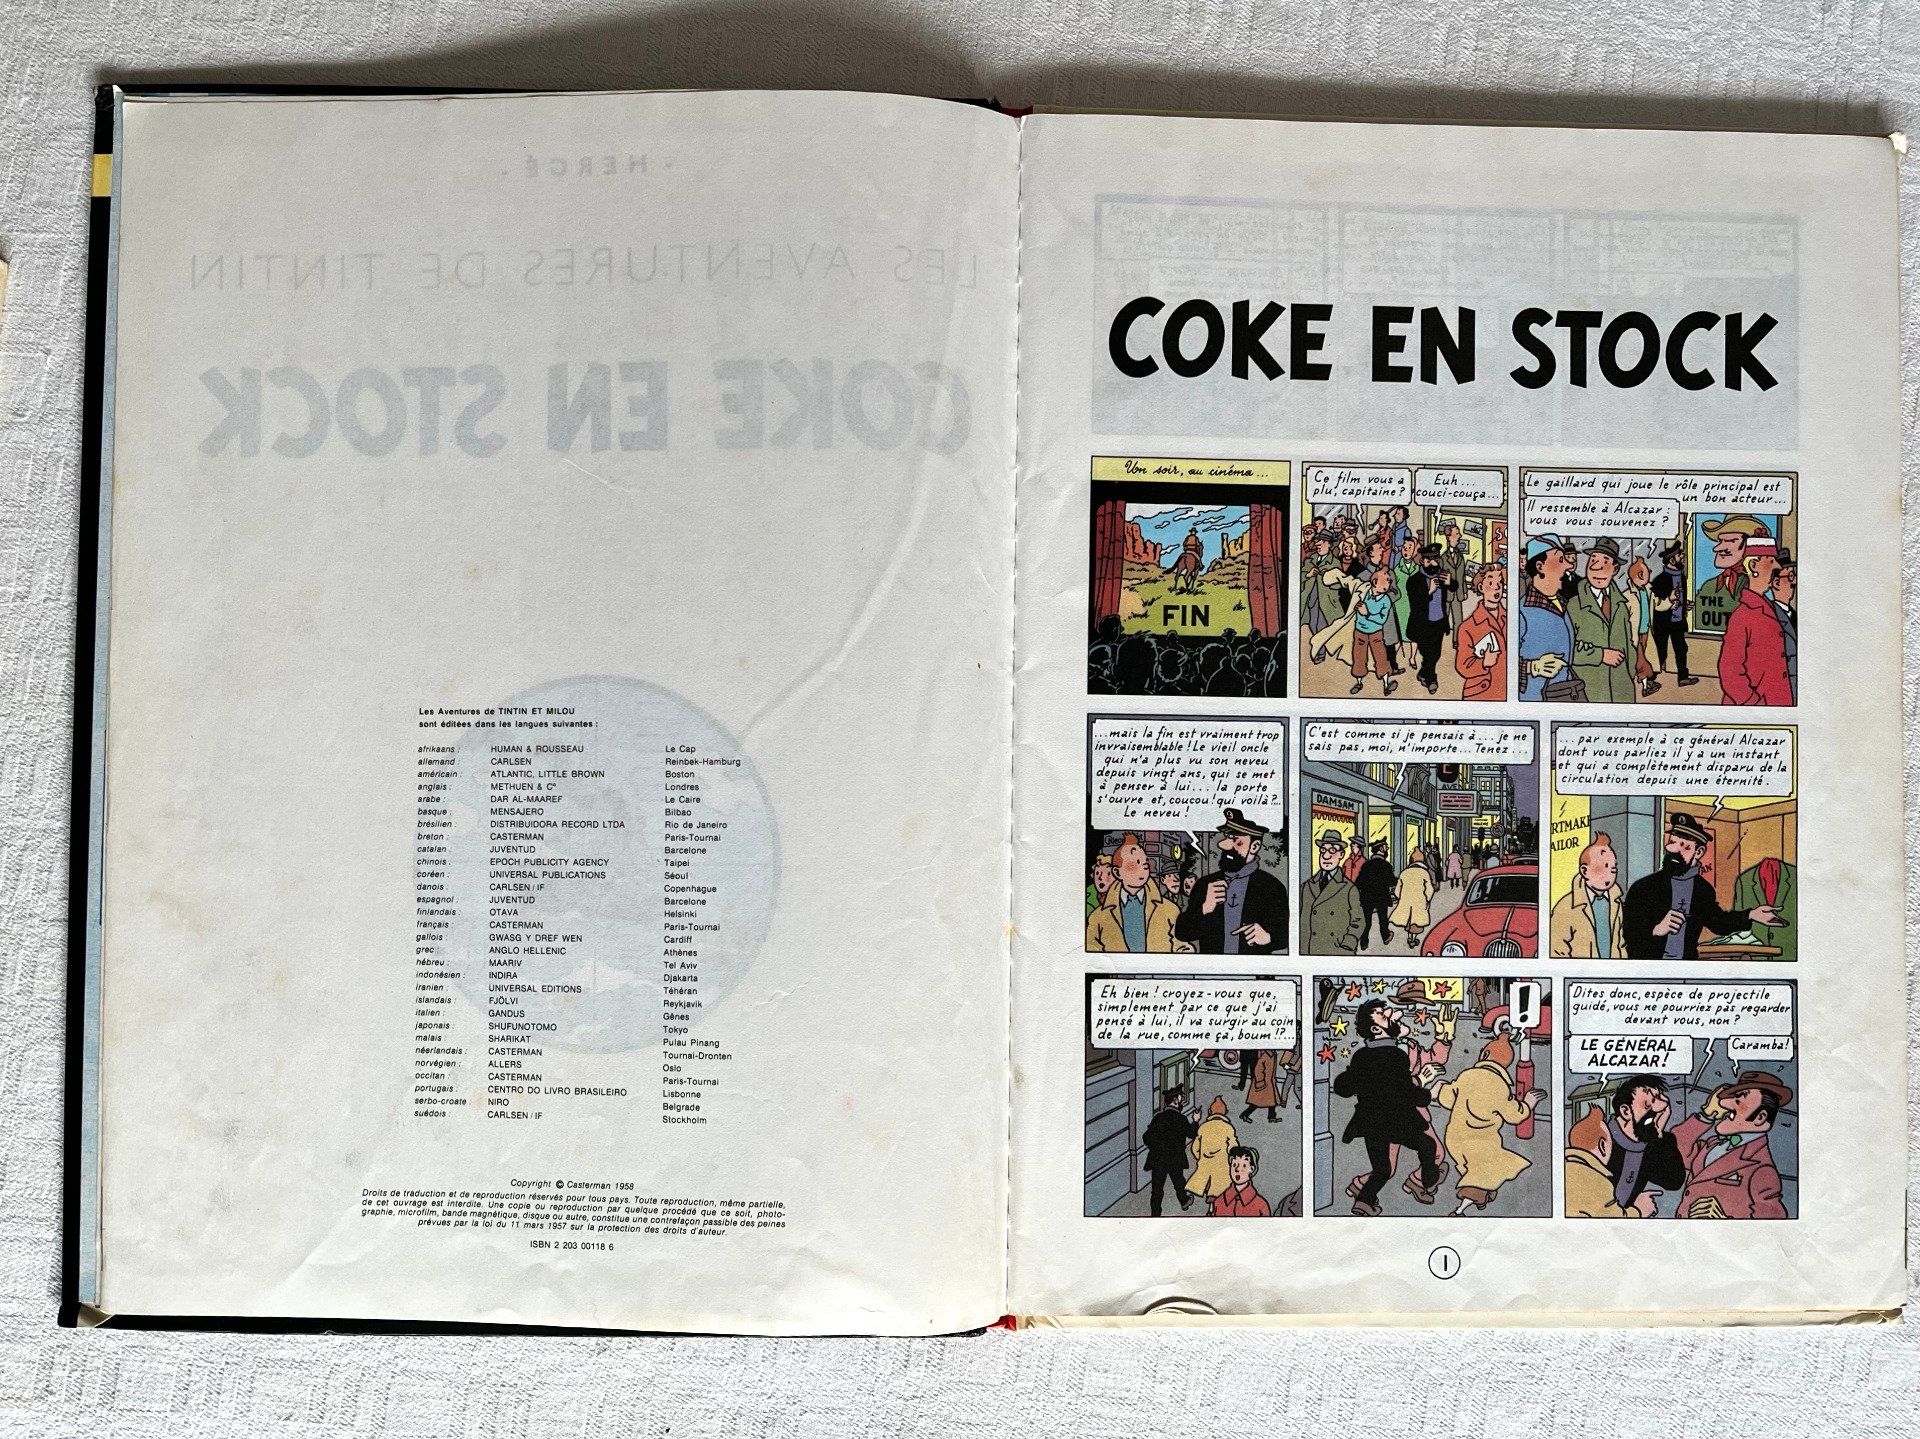 · HERGÉ ·
LES AVENTURES DE TINTIN
COKE EN STOCK
Les Aventures de TINTIN ET MILOU
sont éditées dans les langues suivantes :
afrikaans : HUMAN & ROUSSEAU Le Cap
allemand : CARLSEN Reinbek-Hamburg
américain : ATLANTIC, LITTLE BROWN Boston
anglais : METHUEN & C° Londres
arabe : DAR AL-MAAREF Le Caire
basque : MENSAJERO Bilbao
brésilien : DISTRIBUIDORA RECORD LTDA Rio de Janeiro
breton : CASTERMAN Paris-Tournai
catalan : JUVENTUD Barcelone
chinois : EPOCH PUBLICITY AGENCY Taipei
coréen : UNIVERSAL PUBLICATIONS Séoul
danois : CARLSEN / IF Copenhague
espagnol : JUVENTUD Barcelone
finlandais : OTAVA Helsinki
français : CASTERMAN Paris-Tournai
gallois : GWASG Y DREF WEN Cardiff
grec : ANGLO HELLENIC Athènes
hébreu : MAARIV Tel Aviv
indonésien : INDIRA Djakarta
iranien : UNIVERSAL EDITIONS Téhéran
islandais : FJÖLVI Reykjavik
italien : GANDUS Gênes
japonais : SHUFUNOTOMO Tokyo
malais : SHARIKAT Pulau Pinang
néerlandais : CASTERMAN Tournai-Dronten
norvégien : ALLERS Oslo
occitan : CASTERMAN Paris-Tournai
portugais : CENTRO DO LIVRO BRASILEIRO Lisbonne
serbo-croate : NIRO Belgrade
suédois : CARLSEN / IF Stockholm
Copyright © Casterman 1958
Droits de traduction et de reproduction réservés pour tous pays. Toute reproduction, même partielle,
de cet ouvrage est interdite. Une copie ou reproduction par quelque procédé que ce soit, photo-
graphie, microfilm, bande magnétique, disque ou autre, constitue une contrefaçon passible des peines
prévues par la loi du 11 mars 1957 sur la protection des droits d'auteur.
ISBN 2 203 00118 6
COKE EN STOCK
Un soir, au cinéma...
FIN
Ce film vous a
plu, capitaine ?
Euh...
couci-couça...
Le gaillard qui joue le rôle principal est
un bon acteur...
Il ressemble à Alcazar :
vous vous souvenez ?
THE
OUT
...mais la fin est vraiment trop
invraisemblable ! Le vieil oncle
qui n'a plus vu son neveu
depuis vingt ans, qui se met
à penser à lui... la porte
s'ouvre et, coucou ! qui voilà ?..
Le neveu !
C'est comme si je pensais à... je ne
sais pas, moi, n'importe... Tenez...
DAMSAM
...par exemple à ce général Alcazar
dont vous parliez il y a un instant
et qui a complètement disparu de la
circulation depuis une éternité.
RTMAKE
AILOR
Eh bien ! croyez-vous que,
simplement par ce que j'ai
pensé à lui, il va surgir au coin
de la rue, comme ça, boum !?...
!
Dites donc, espèce de projectile
guidé, vous ne pourriez pas regarder
devant vous, non ?
LE GÉNÉRAL
ALCAZAR !
Caramba !
1